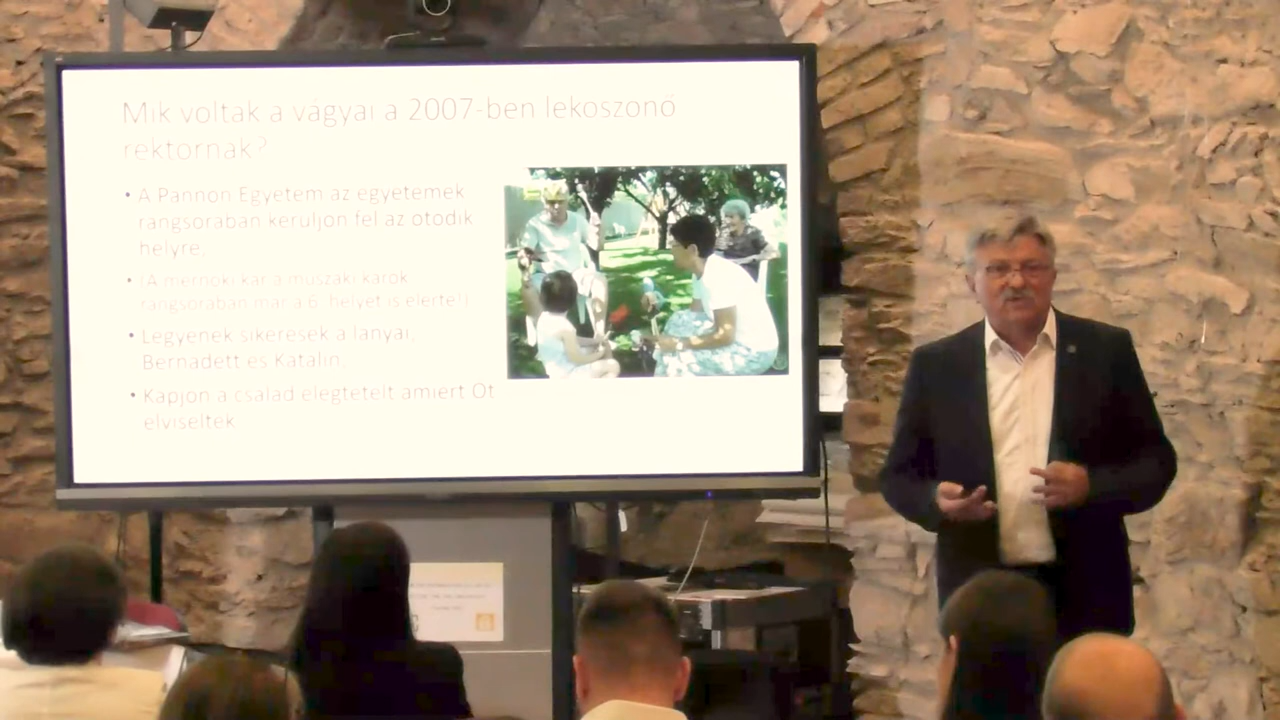 Mik voltak a vágyai a 2007-ben leköszönő
rektornak?
• A Pannon Egyetem az egyetemek
rangsorában kerüljön fel az ötödik
helyre.
• (A mérnöki kar a műszaki karok
rangsorában már a 6. helyet is elérte!)
• Legyenek sikeresek a lányai,
Bernadett és Katalin.
• Kapjon a család elégtételt amiért Őt
elviselték